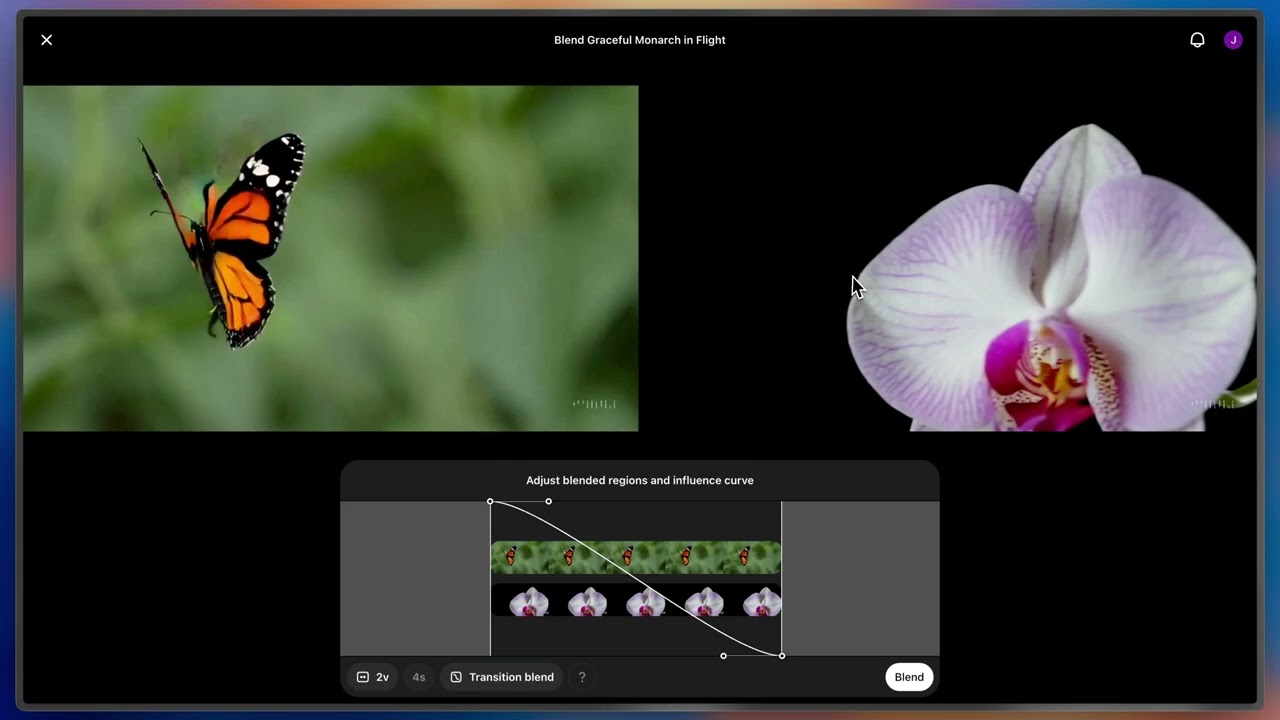 Blend Graceful Monarch in Flight
J
Adjust blended regions and influence curve
2v
4s
Transition blend
?
Blend